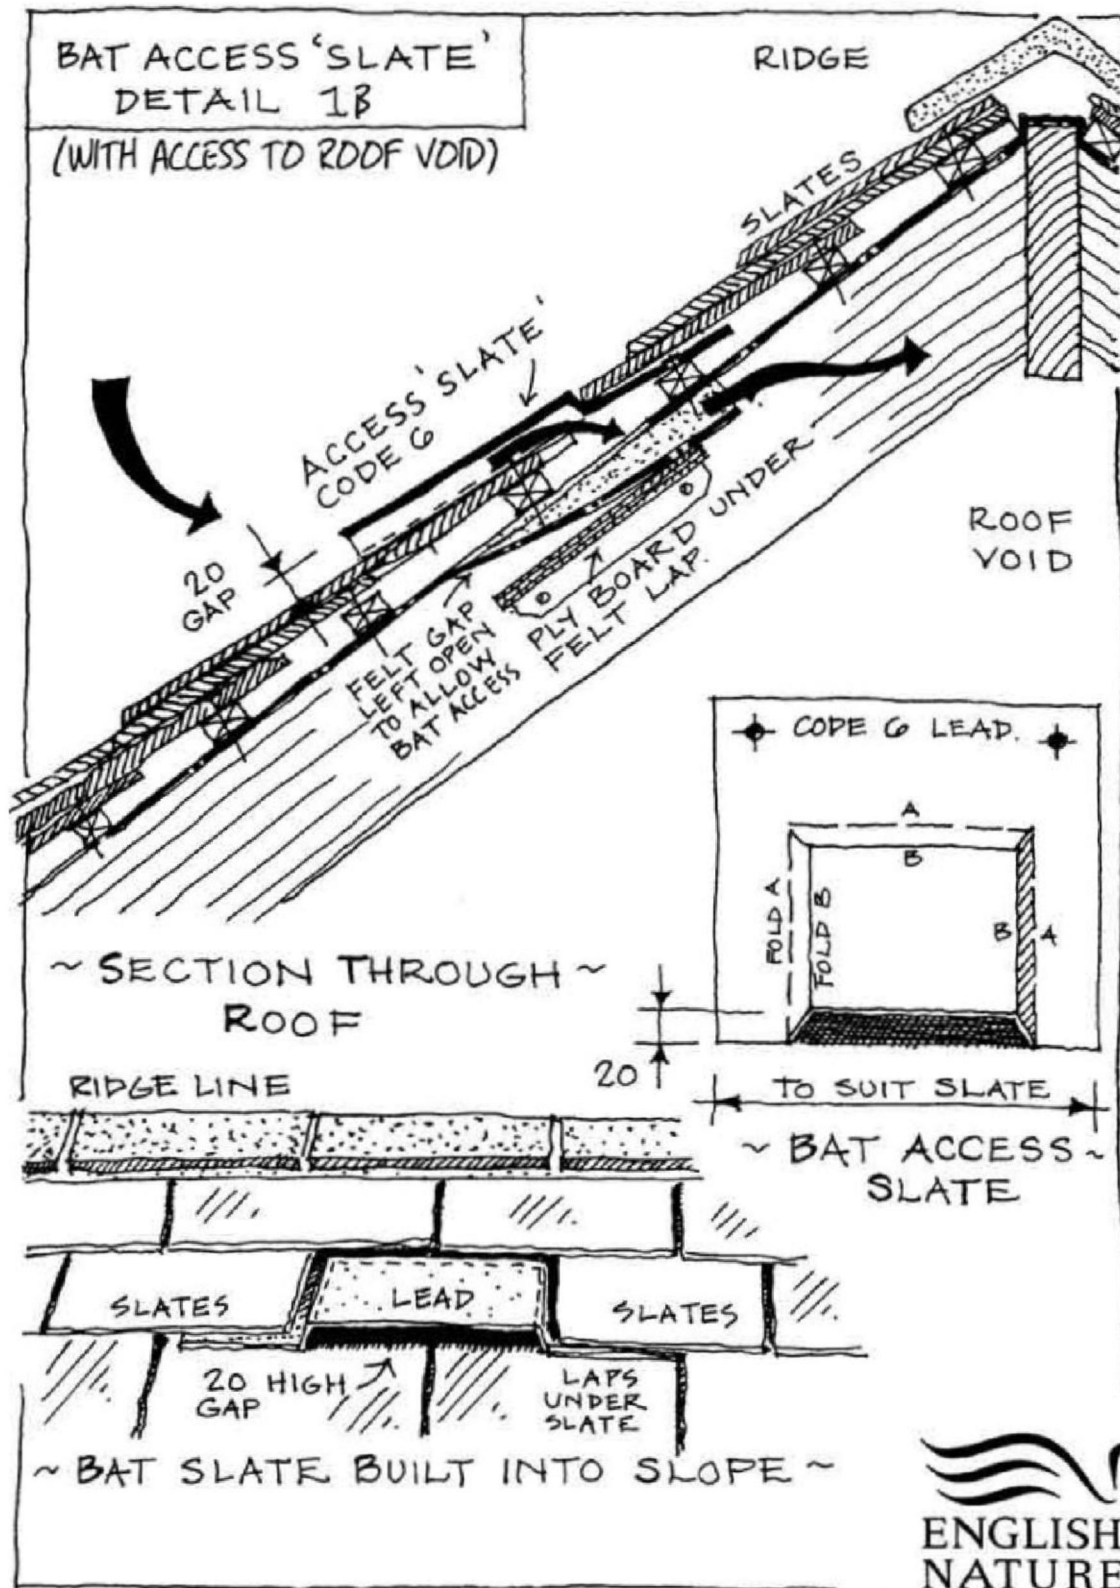 BAT ACCESS 'SLATE'
DETAIL 1B
(WITH ACCESS TO ROOF VOID)
RIDGE
SLATES
ACCESS 'SLATE'
CODE 6
20
GAP
FELT GAP
LEFT OPEN
TO ALLOW
BAT ACCESS
PLY BOARD UNDER
FELT LAP.
ROOF
VOID
~ SECTION THROUGH ~
ROOF
CODE 6 LEAD.
A
B
FOLD A
FOLD B
B
A
20
TO SUIT SLATE
~ BAT ACCESS ~
SLATE
RIDGE LINE
SLATES
LEAD
SLATES
20 HIGH
GAP
LAPS
UNDER
SLATE
~ BAT SLATE BUILT INTO SLOPE ~
ENGLISH
NATURE